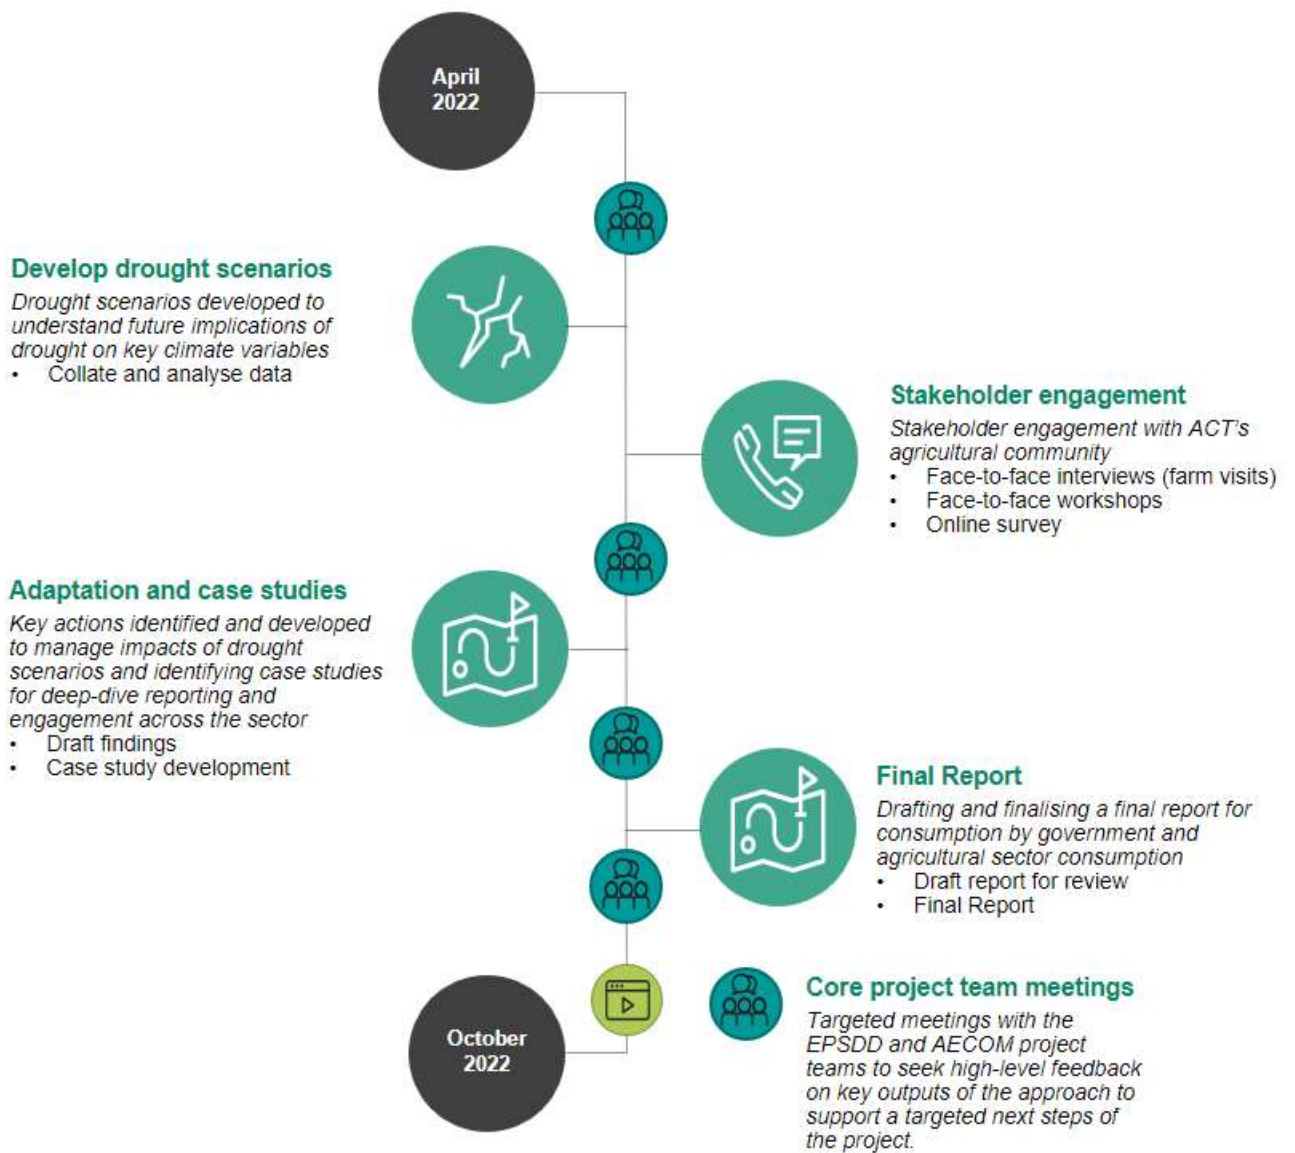 April
2022
Develop drought scenarios
Drought scenarios developed to
understand future implications of
drought on key climate variables
• Collate and analyse data
Stakeholder engagement
Stakeholder engagement with ACT's
agricultural community
• Face-to-face interviews (farm visits)
• Face-to-face workshops
• Online survey
Adaptation and case studies
Key actions identified and developed
to manage impacts of drought
scenarios and identifying case studies
for deep-dive reporting and
engagement across the sector
• Draft findings
• Case study development
Final Report
Drafting and finalising a final report for
consumption by government and
agricultural sector consumption
• Draft report for review
• Final Report
October
2022
Core project team meetings
Targeted meetings with the
EPSDD and AECOM project
teams to seek high-level feedback
on key outputs of the approach to
support a targeted next steps of
the project.